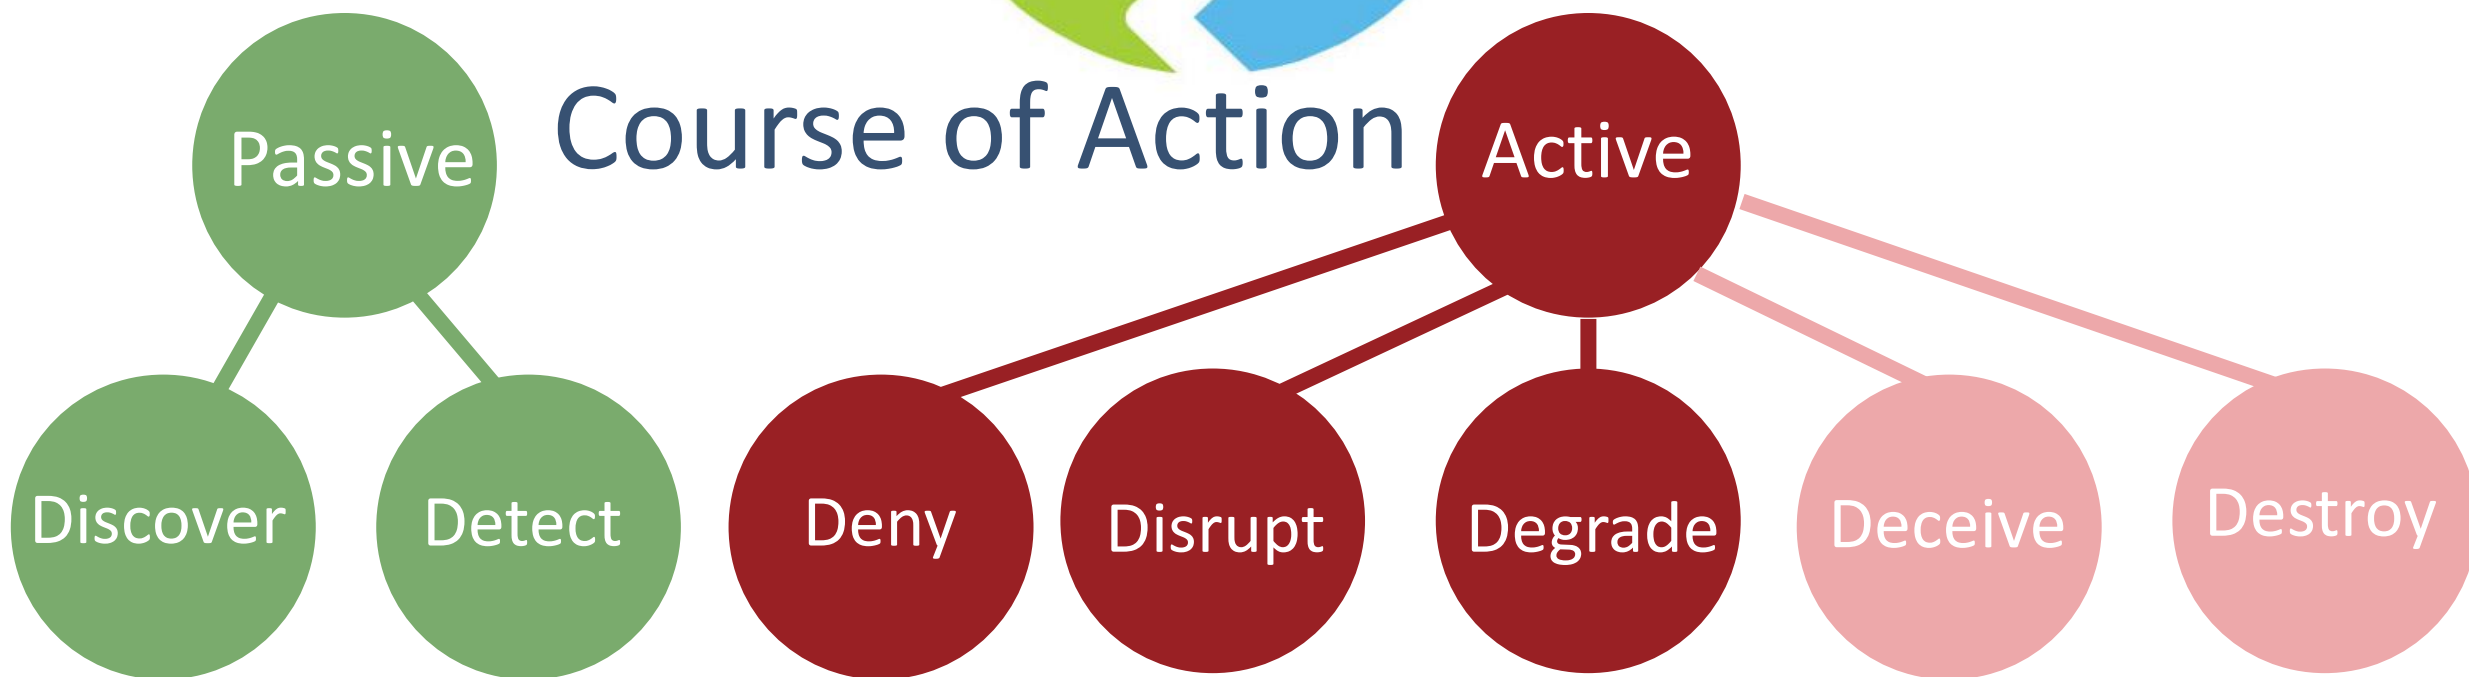 Passive
Course of Action
Active
Discover
Detect
Deny
Disrupt
Degrade
Deceive
Destroy